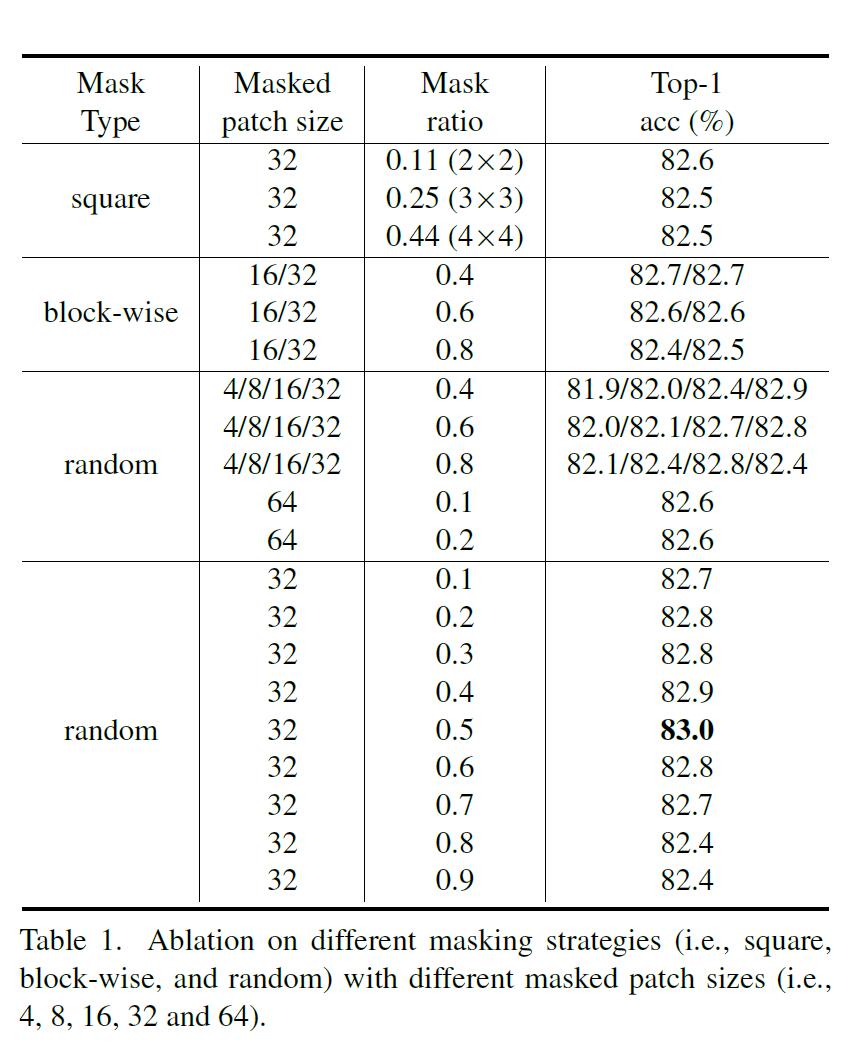 Mask Type | Masked patch size | Mask ratio | Top-1 acc (%)
square | 32 | 0.11 (2×2) | 82.6
32 | 0.25 (3×3) | 82.5
32 | 0.44 (4×4) | 82.5
block-wise | 16/32 | 0.4 | 82.7/82.7
16/32 | 0.6 | 82.6/82.6
16/32 | 0.8 | 82.4/82.5
random | 4/8/16/32 | 0.4 | 81.9/82.0/82.4/82.9
4/8/16/32 | 0.6 | 82.0/82.1/82.7/82.8
4/8/16/32 | 0.8 | 82.1/82.4/82.8/82.4
64 | 0.1 | 82.6
64 | 0.2 | 82.6
random | 32 | 0.1 | 82.7
32 | 0.2 | 82.8
32 | 0.3 | 82.8
32 | 0.4 | 82.9
32 | 0.5 | 83.0
32 | 0.6 | 82.8
32 | 0.7 | 82.7
32 | 0.8 | 82.4
32 | 0.9 | 82.4
Table 1. Ablation on different masking strategies (i.e., square,
block-wise, and random) with different masked patch sizes (i.e.,
4, 8, 16, 32 and 64).